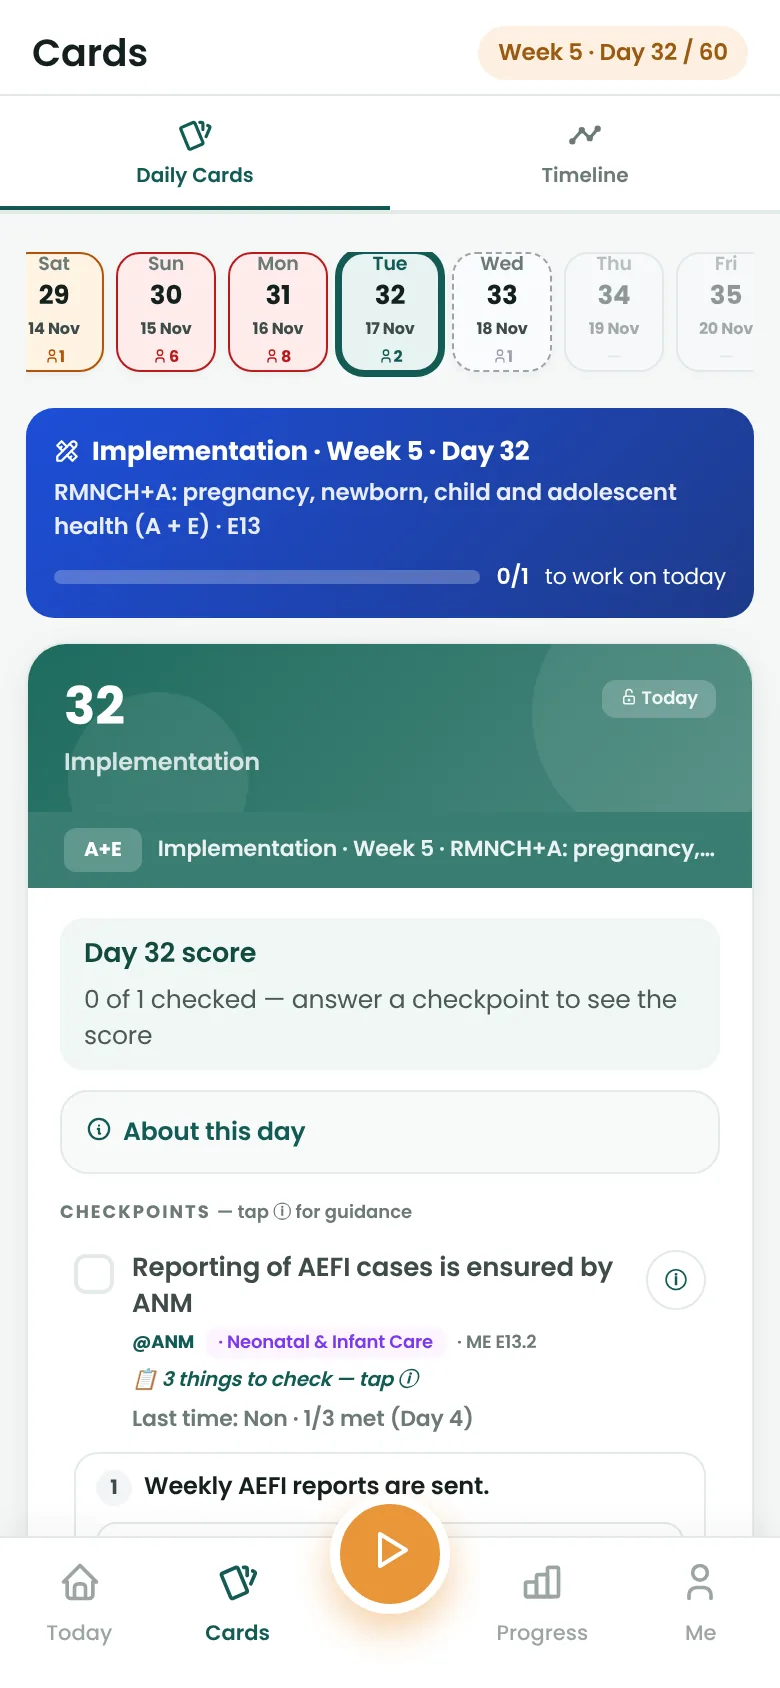 Cards
Week 5 · Day 32 / 60
Daily Cards
Timeline
Sat
29
14 Nov
1
Sun
30
15 Nov
6
Mon
31
16 Nov
8
Tue
32
17 Nov
2
Wed
33
18 Nov
1
Thu
34
19 Nov
—
Fri
35
20 Nov
—
Implementation · Week 5 · Day 32
RMNCH+A: pregnancy, newborn, child and adolescent
health (A + E) · E13
0/1 to work on today
32
Today
Implementation
A+E
Implementation · Week 5 · RMNCH+A: pregnancy,...
Day 32 score
0 of 1 checked — answer a checkpoint to see the
score
About this day
CHECKPOINTS — tap ⓘ for guidance
Reporting of AEFI cases is ensured by
ANM
@ANM · Neonatal & Infant Care · ME E13.2
📋 3 things to check — tap ⓘ
Last time: Non · 1/3 met (Day 4)
1 Weekly AEFI reports are sent.
Today
Cards
Progress
Me